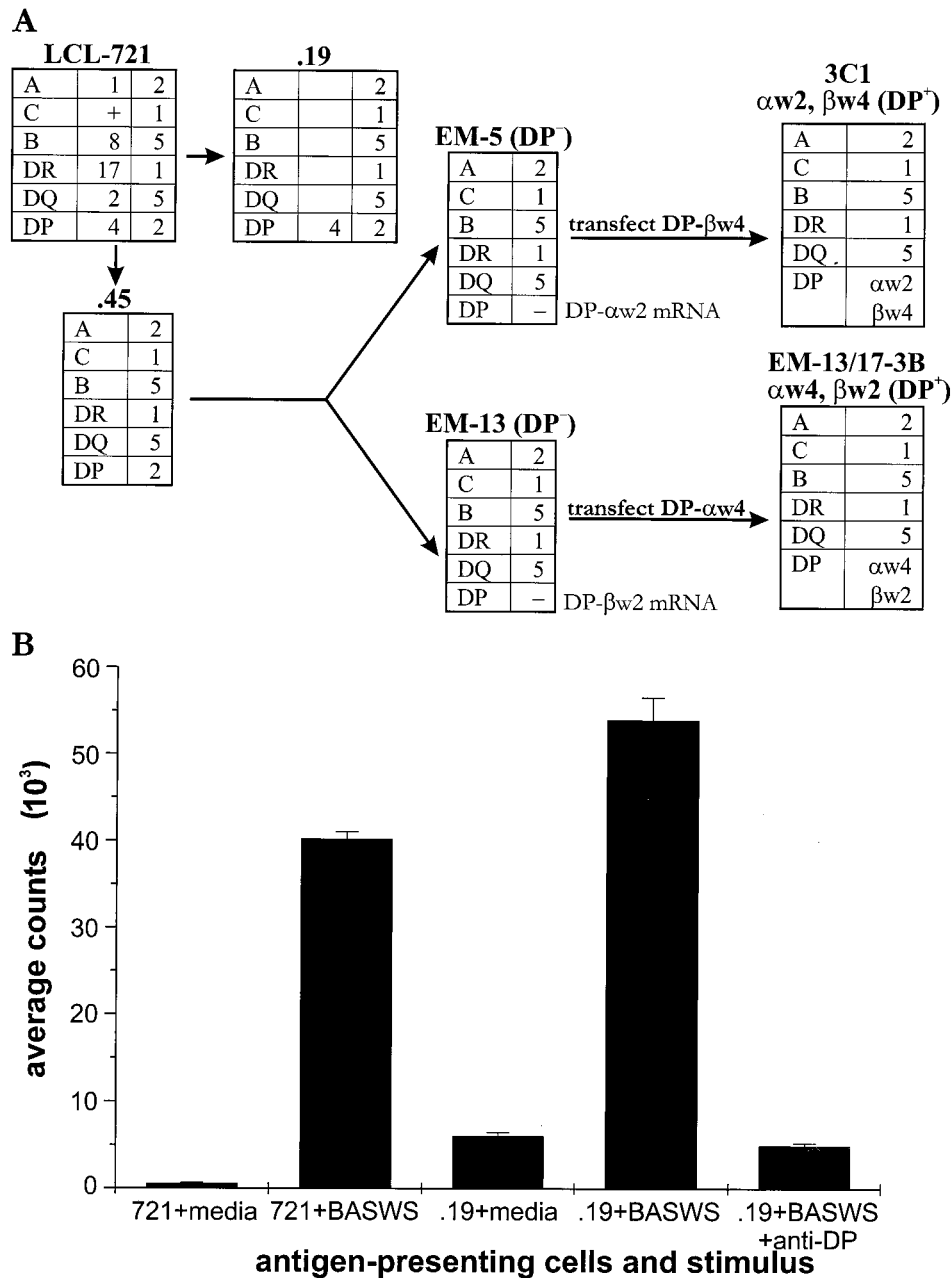 A
LCL-721
A 1 2
C + 1
B 8 5
DR 17 1
DQ 2 5
DP 4 2
.19
A 2
C 1
B 5
DR 1
DQ 5
DP 4 2
.45
A 2
C 1
B 5
DR 1
DQ 5
DP 2
EM-5 (DP⁻)
A 2
C 1
B 5
DR 1
DQ 5
DP –
DP-αw2 mRNA
transfect DP-βw4
3C1
αw2, βw4 (DP⁺)
A 2
C 1
B 5
DR 1
DQ 5
DP αw2
βw4
EM-13 (DP⁻)
A 2
C 1
B 5
DR 1
DQ 5
DP –
DP-βw2 mRNA
transfect DP-αw4
EM-13/17-3B
αw4, βw2 (DP⁺)
A 2
C 1
B 5
DR 1
DQ 5
DP αw4
βw2
B
average counts (10³)
60
50
40
30
20
10
0
721+media 721+BASWS .19+media .19+BASWS .19+BASWS
+anti-DP
antigen-presenting cells and stimulus